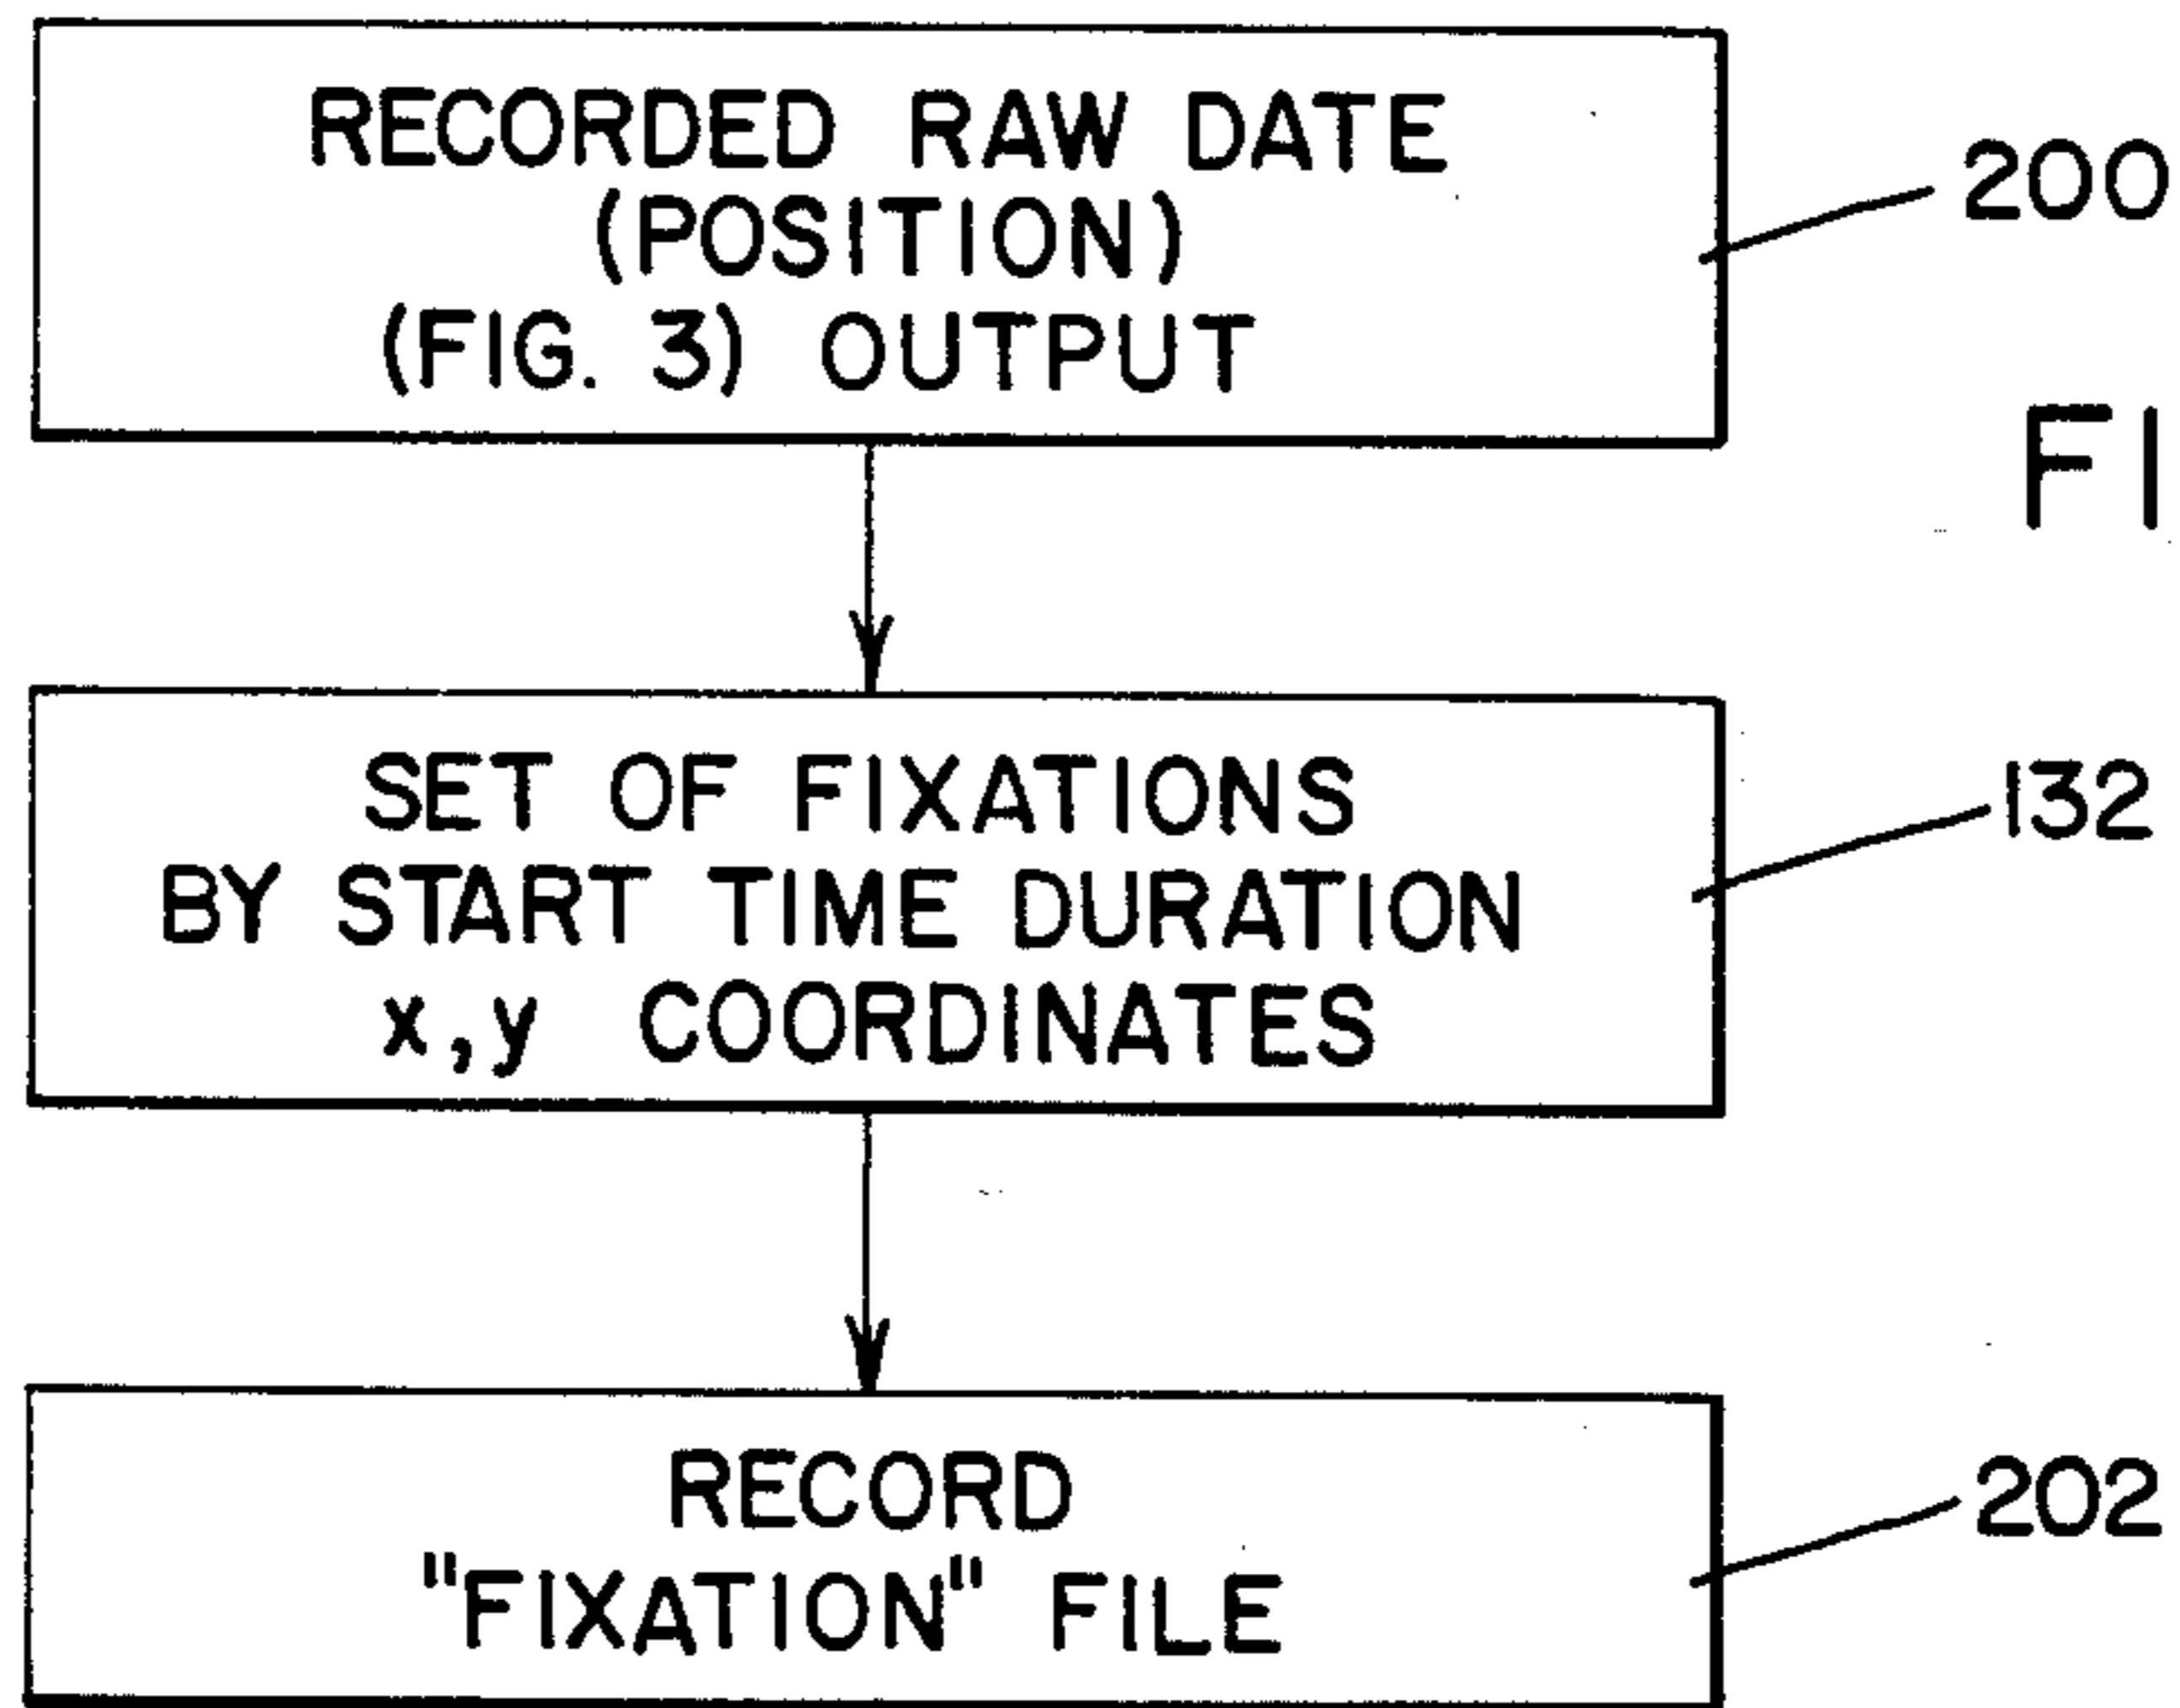 RECORDED RAW DATE
(POSITION)
(FIG. 3) OUTPUT
200
FI
SET OF FIXATIONS
BY START TIME DURATION
x,y COORDINATES
132
RECORD
"FIXATION" FILE
202